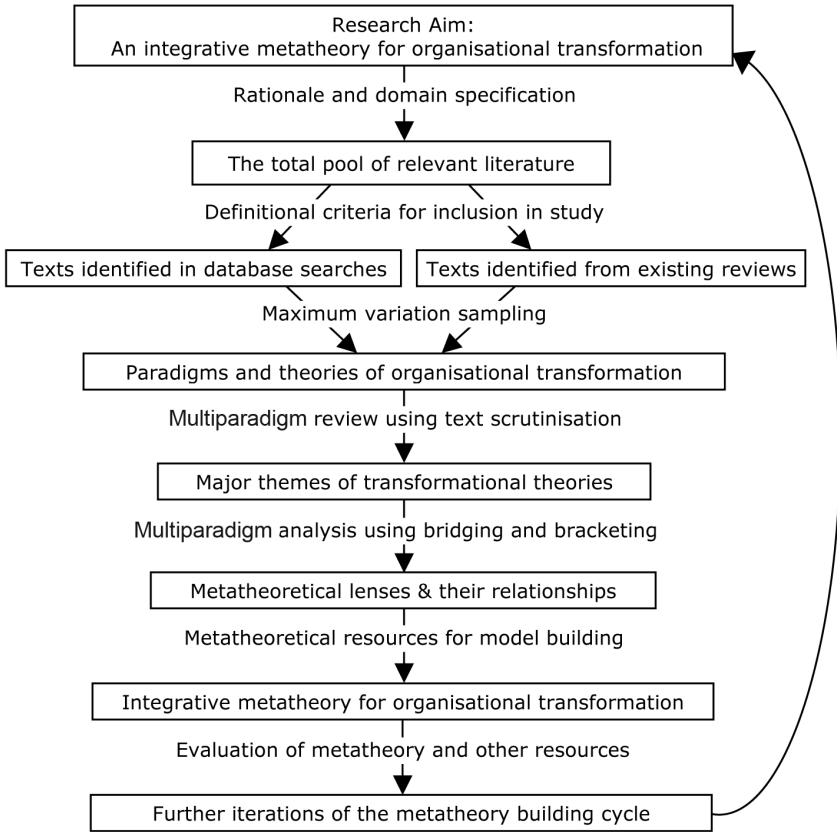 Research Aim:
An integrative metatheory for organisational transformation
Rationale and domain specification
The total pool of relevant literature
Definitional criteria for inclusion in study
Texts identified in database searches
Texts identified from existing reviews
Maximum variation sampling
Paradigms and theories of organisational transformation
Multiparadigm review using text scrutinisation
Major themes of transformational theories
Multiparadigm analysis using bridging and bracketing
Metatheoretical lenses & their relationships
Metatheoretical resources for model building
Integrative metatheory for organisational transformation
Evaluation of metatheory and other resources
Further iterations of the metatheory building cycle